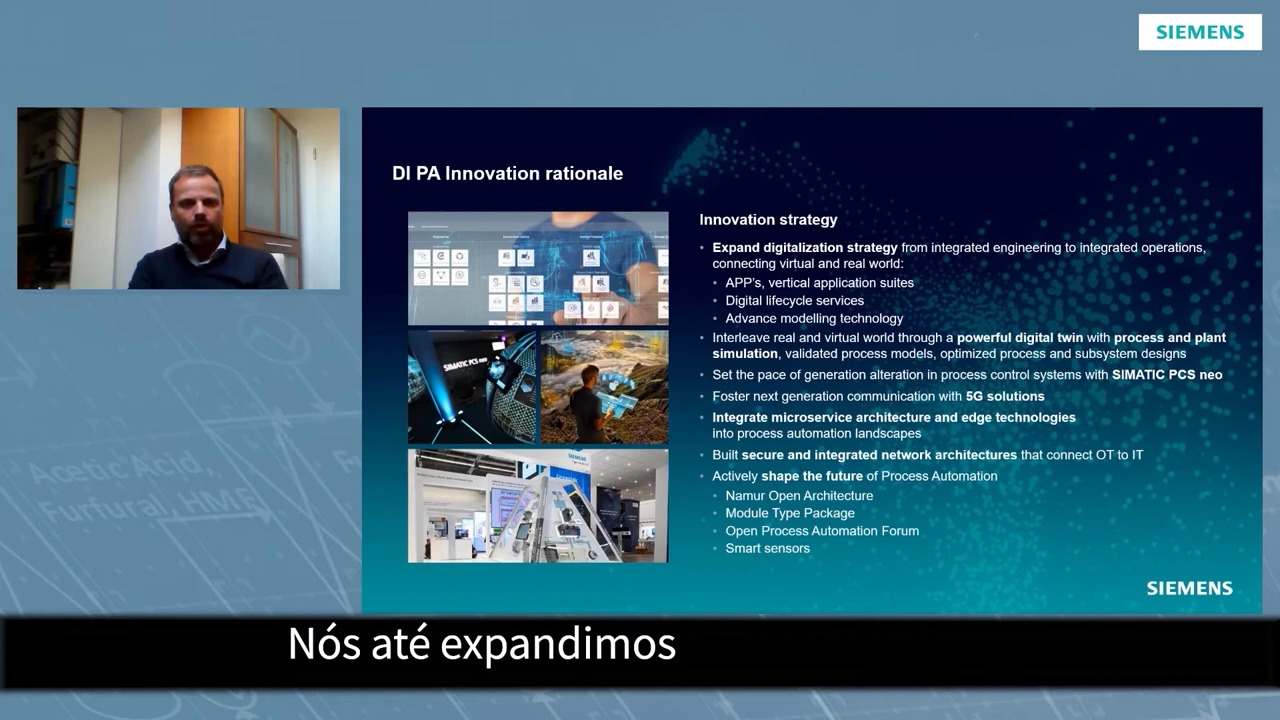 SIEMENS
DI PA Innovation rationale
SIMATIC PCS neo
SIEMENS
Innovation strategy
• Expand digitalization strategy from integrated engineering to integrated operations,
connecting virtual and real world:
• APP's, vertical application suites
• Digital lifecycle services
• Advance modelling technology
• Interleave real and virtual world through a powerful digital twin with process and plant
simulation, validated process models, optimized process and subsystem designs
• Set the pace of generation alteration in process control systems with SIMATIC PCS neo
• Foster next generation communication with 5G solutions
• Integrate microservice architecture and edge technologies
into process automation landscapes
• Built secure and integrated network architectures that connect OT to IT
• Actively shape the future of Process Automation
• Namur Open Architecture
• Module Type Package
• Open Process Automation Forum
• Smart sensors
SIEMENS
Acetic Acid,
Nós até expandimos